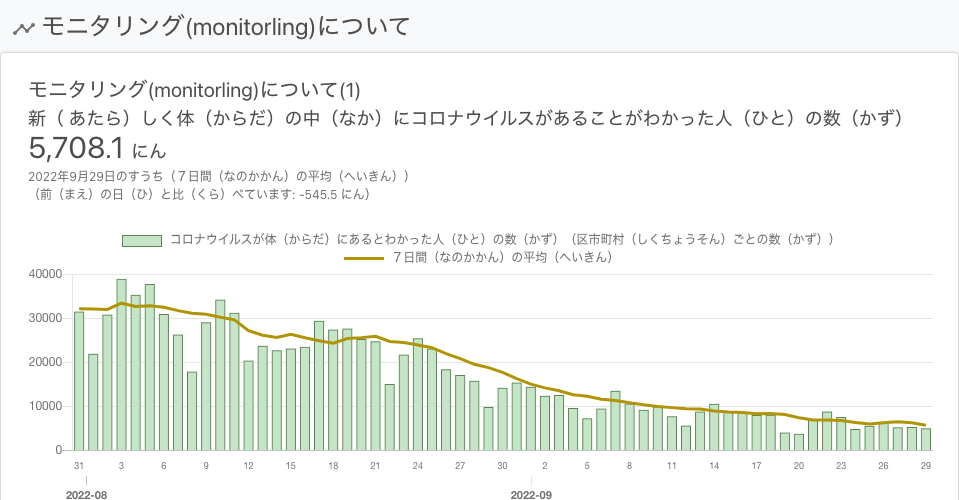 モニタリング(monitorling)について
モニタリング(monitorling)について(1)
新（ あたら）しく体（からだ）の中（なか）にコロナウイルスがあることがわかった人（ひと）の数（かず）
5,708.1 にん
2022年9月29日のすうち（７日間（なのかかん）の平均（へいきん））
（前（まえ）の日（ひ）と比（くら）べています: -545.5 にん）
コロナウイルスが体（からだ）にあるとわかった人（ひと）の数（かず）（区市町村（しくちょうそん）ごとの数（かず））
７日間（なのかかん）の平均（へいきん）
40000
30000
20000
10000
0
31 3 6 9 12 15 18 21 24 27 30 2 5 8 11 14 17 20 23 26 29
2022-08 2022-09